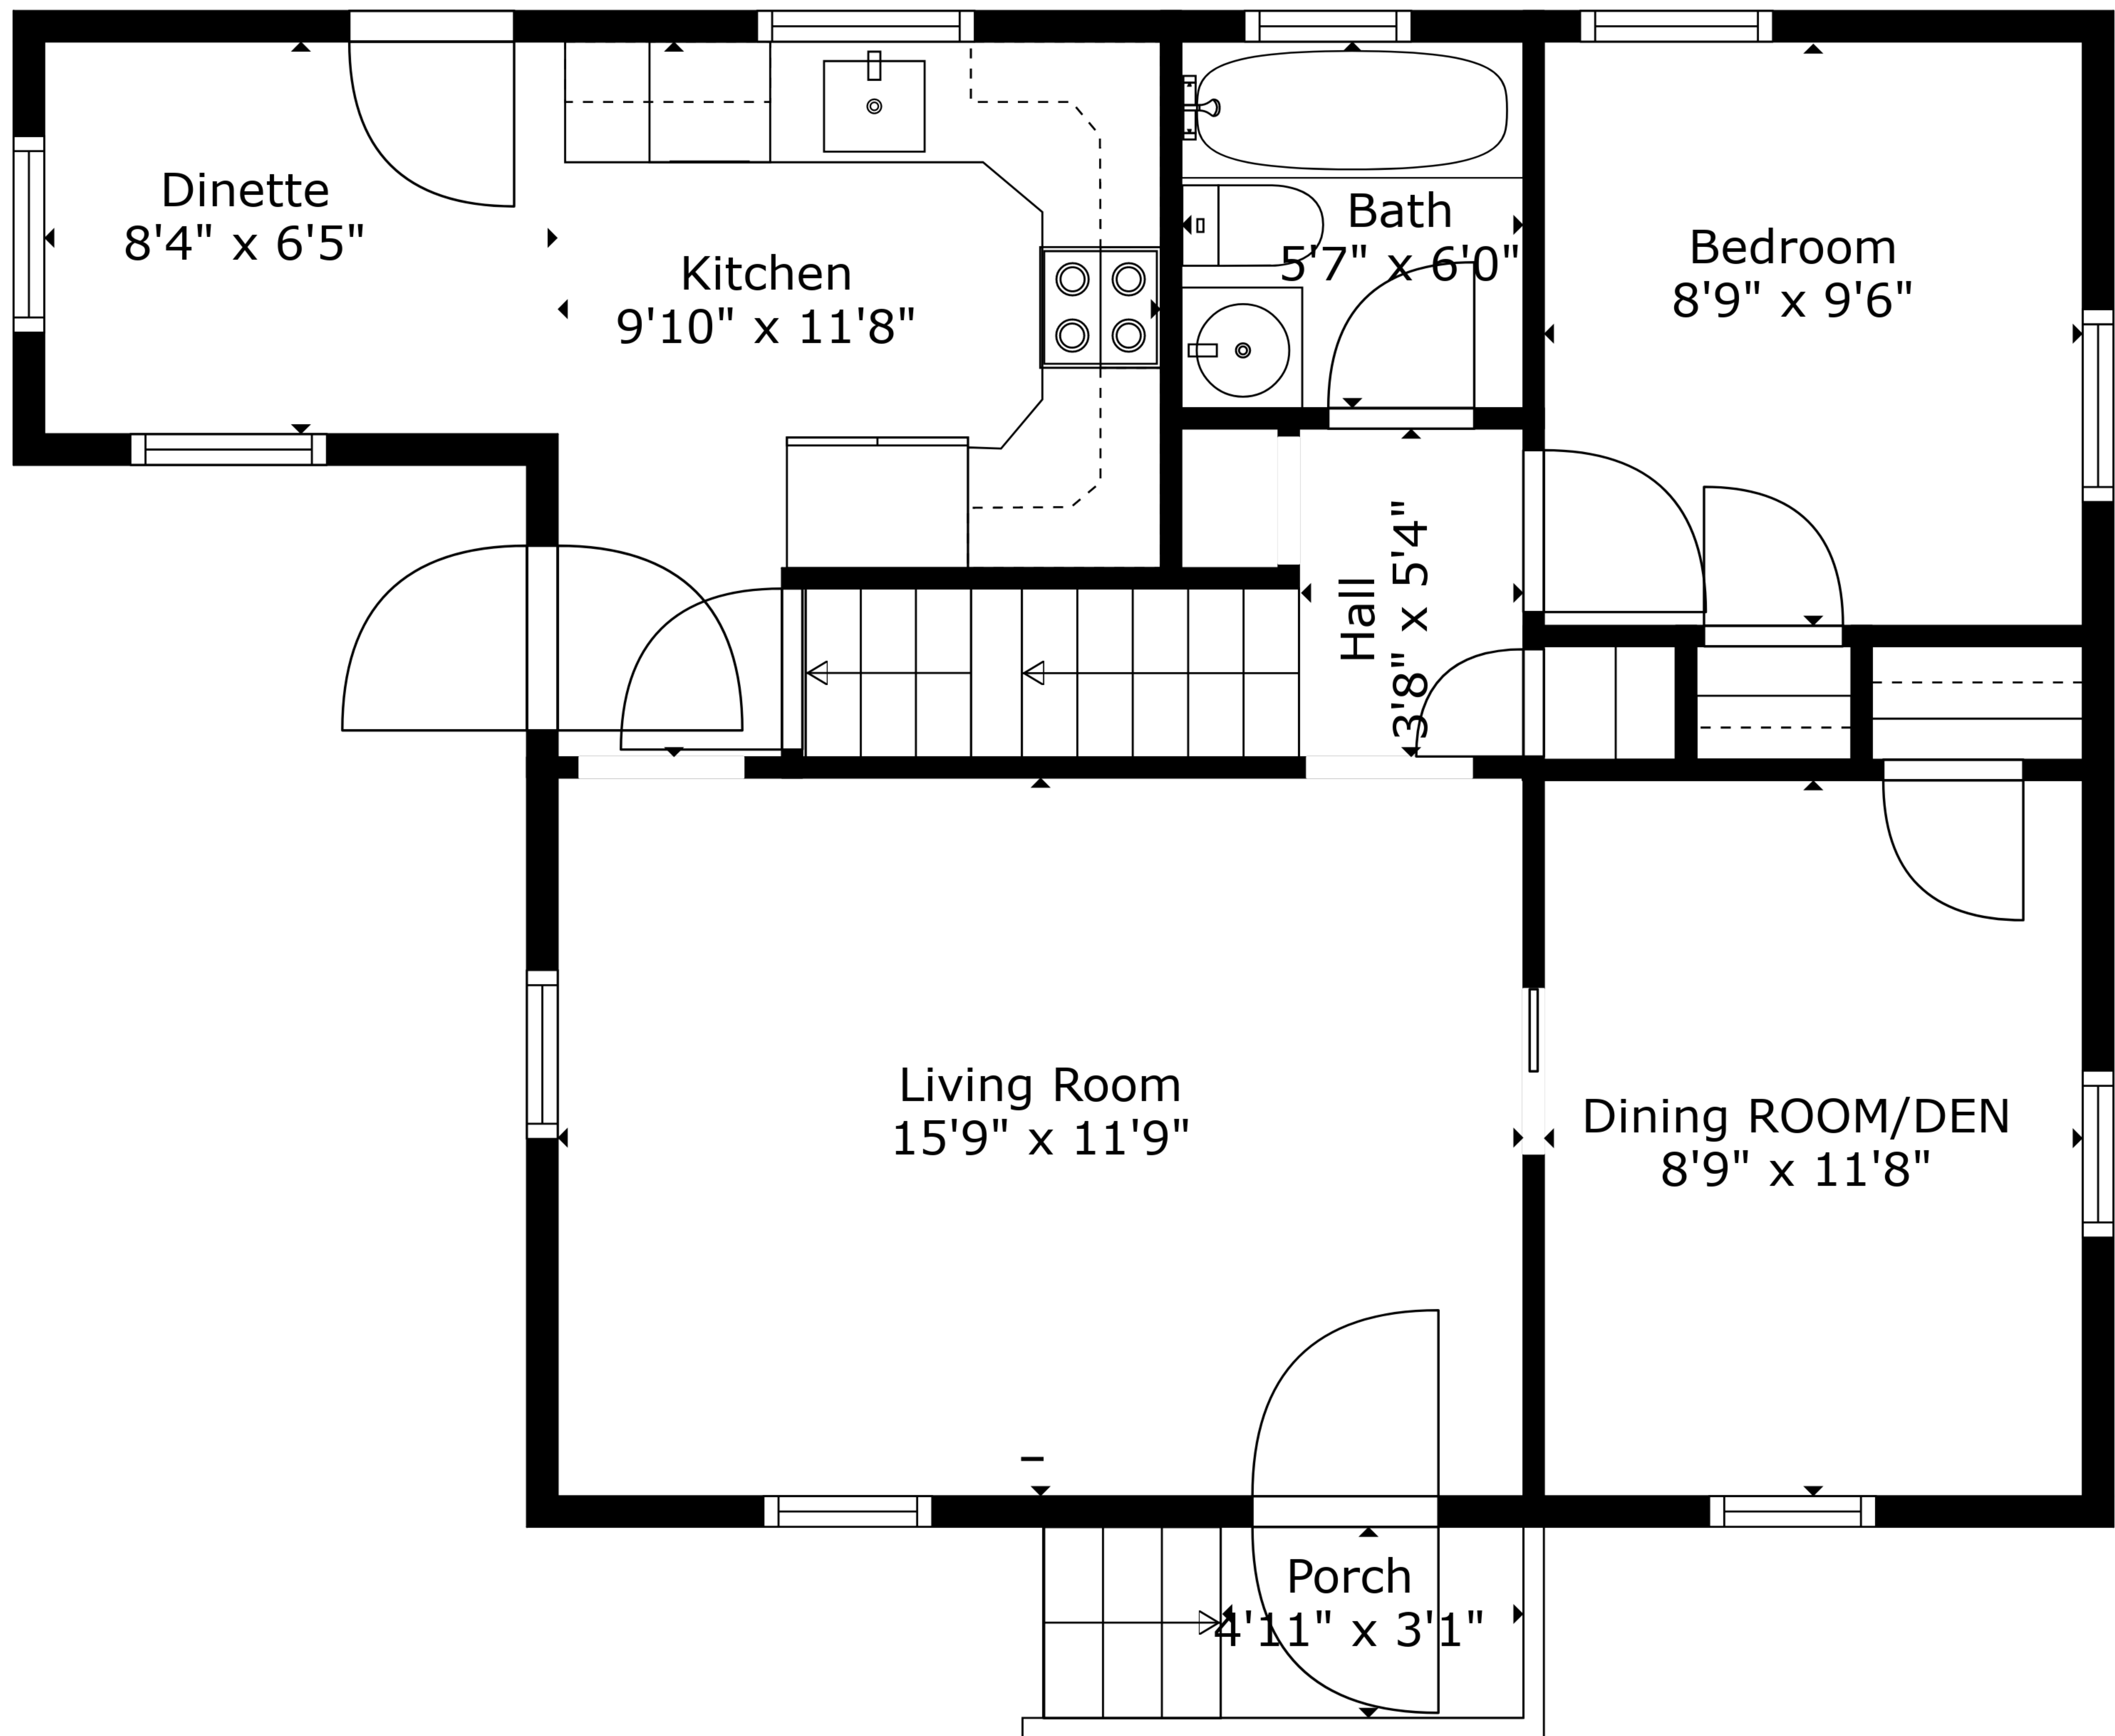 Dinette
8'4" x 6'5"
Kitchen
9'10" x 11'8"
Bath
5'7" x 6'0"
Bedroom
8'9" x 9'6"
Hall
3'8" x 5'4"
Living Room
15'9" x 11'9"
Dining ROOM/DEN
8'9" x 11'8"
Porch
4'11" x 3'1"